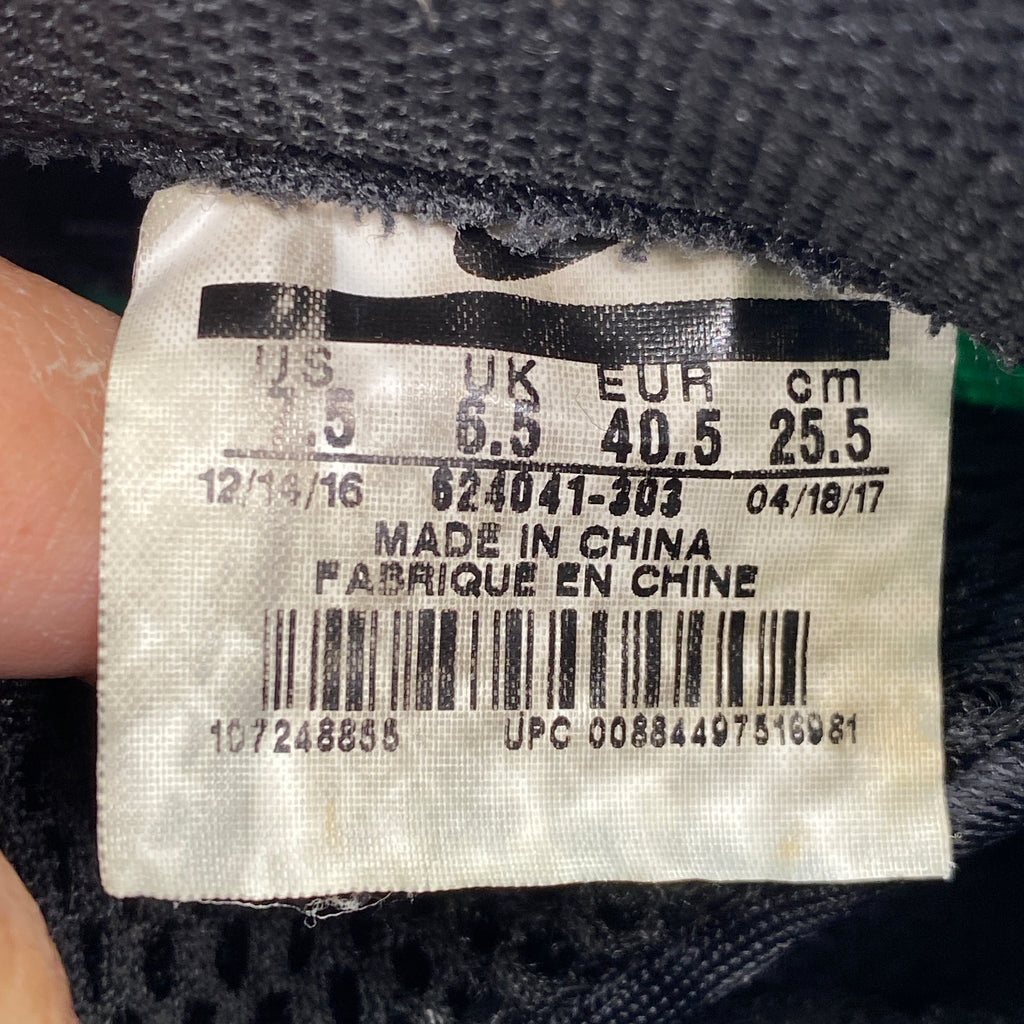 US UK EUR cm
.5 6.5 40.5 25.5
12/14/16 624041-303 04/18/17
MADE IN CHINA
FABRIQUE EN CHINE
107248855 UPC 00884497516981